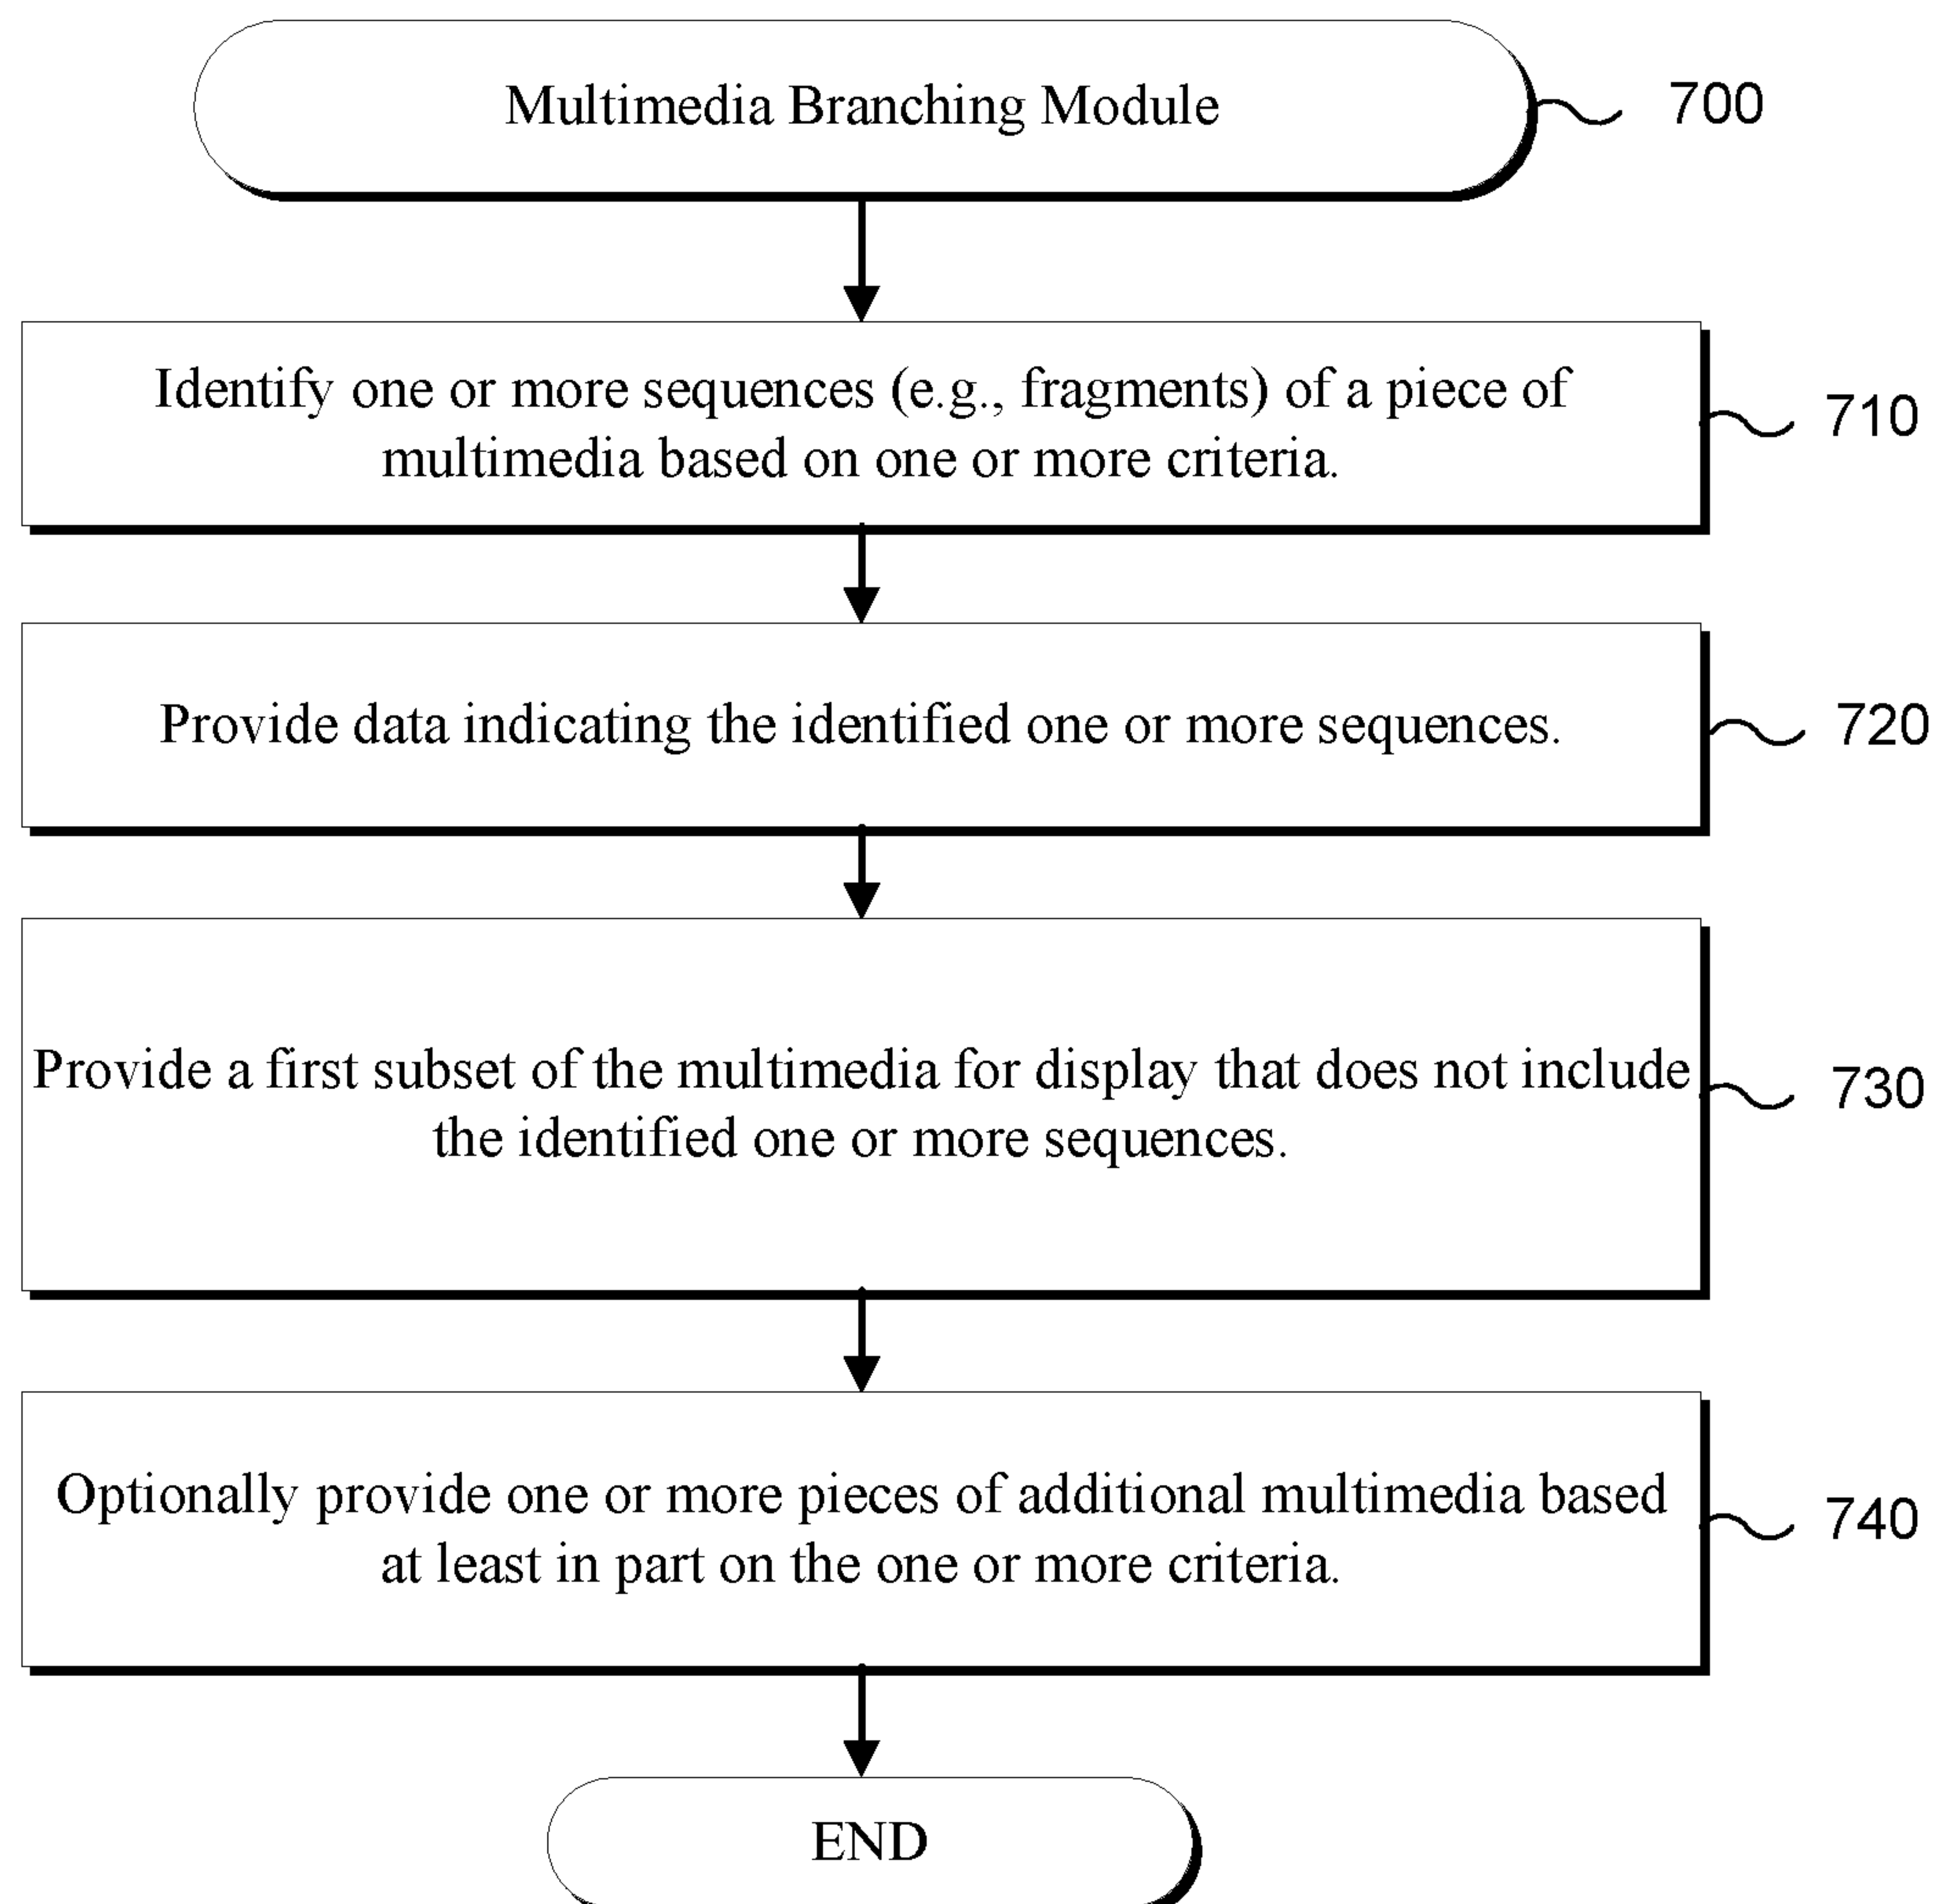 Multimedia Branching Module
700
Identify one or more sequences (e.g., fragments) of a piece of
multimedia based on one or more criteria.
710
Provide data indicating the identified one or more sequences.
720
Provide a first subset of the multimedia for display that does not include
the identified one or more sequences.
730
Optionally provide one or more pieces of additional multimedia based
at least in part on the one or more criteria.
740
END